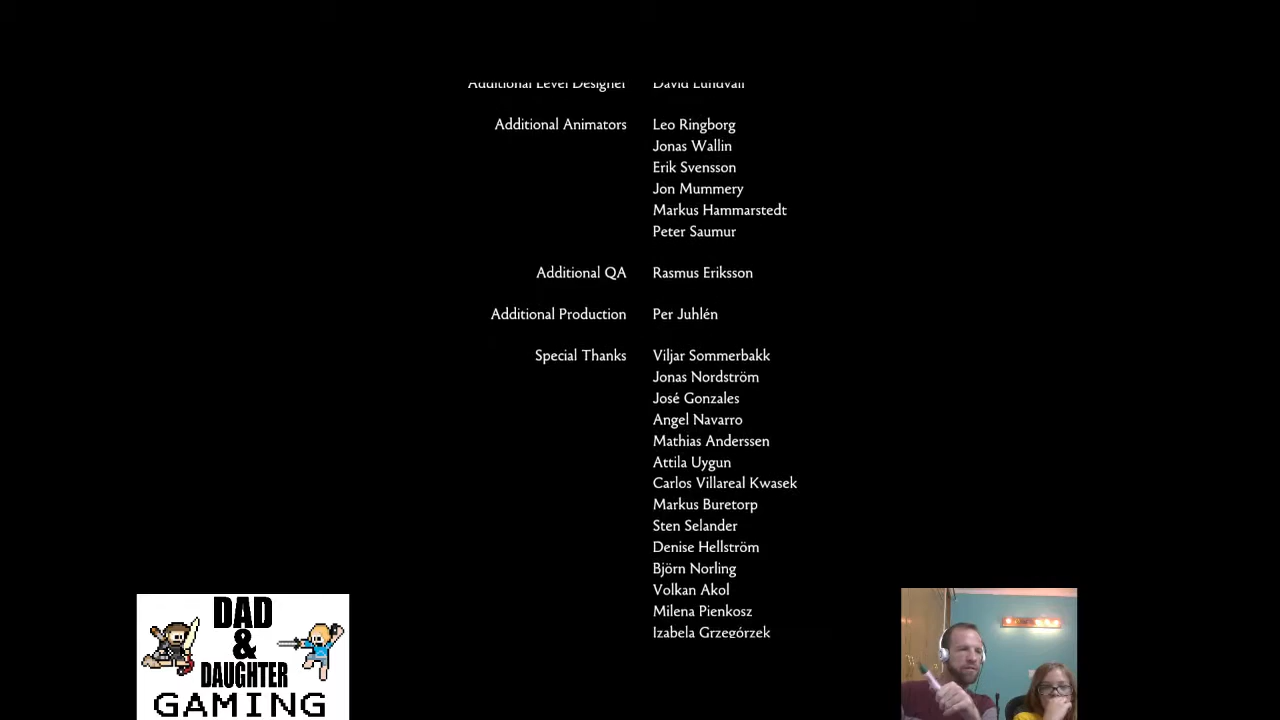 Additional Level Designer David Lundvall
Additional Animators Leo Ringborg
Jonas Wallin
Erik Svensson
Jon Mummery
Markus Hammarstedt
Peter Saumur
Additional QA Rasmus Eriksson
Additional Production Per Juhlén
Special Thanks Viljar Sommerbakk
Jonas Nordström
José Gonzales
Angel Navarro
Mathias Anderssen
Attila Uygun
Carlos Villareal Kwasek
Markus Buretorp
Sten Selander
Denise Hellström
Björn Norling
Volkan Akol
Milena Pienkosz
Izabela Grzegórzek
DAD
&
DAUGHTER
GAMING